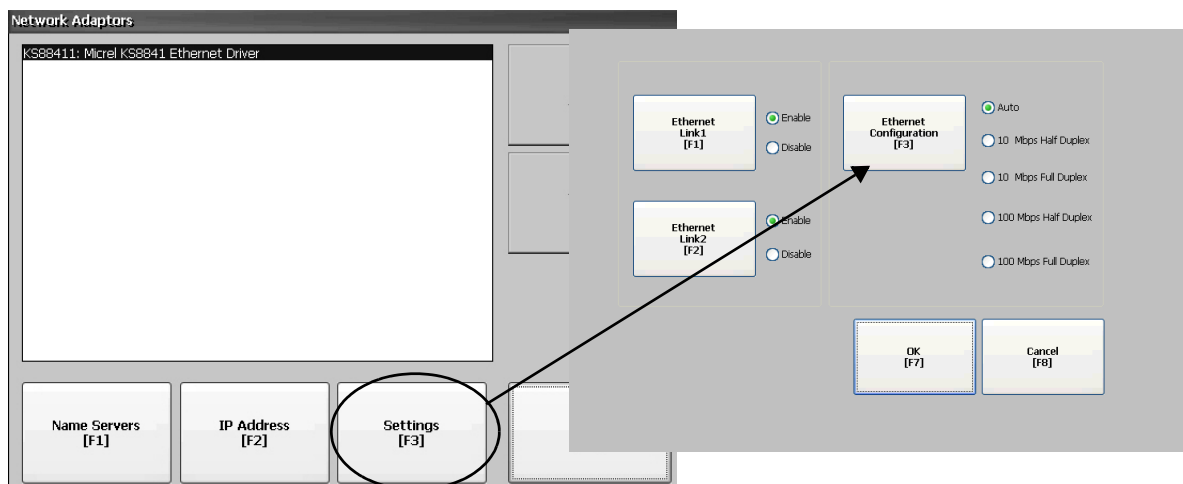 Network Adaptors
KS88411: Micrel KS8841 Ethernet Driver
Name Servers
[F1]
IP Address
[F2]
Settings
[F3]
Ethernet
Link1
[F1]
Enable
Disable
Ethernet
Link2
[F2]
Enable
Disable
Ethernet
Configuration
[F3]
Auto
10 Mbps Half Duplex
10 Mbps Full Duplex
100 Mbps Half Duplex
100 Mbps Full Duplex
OK
[F7]
Cancel
[F8]